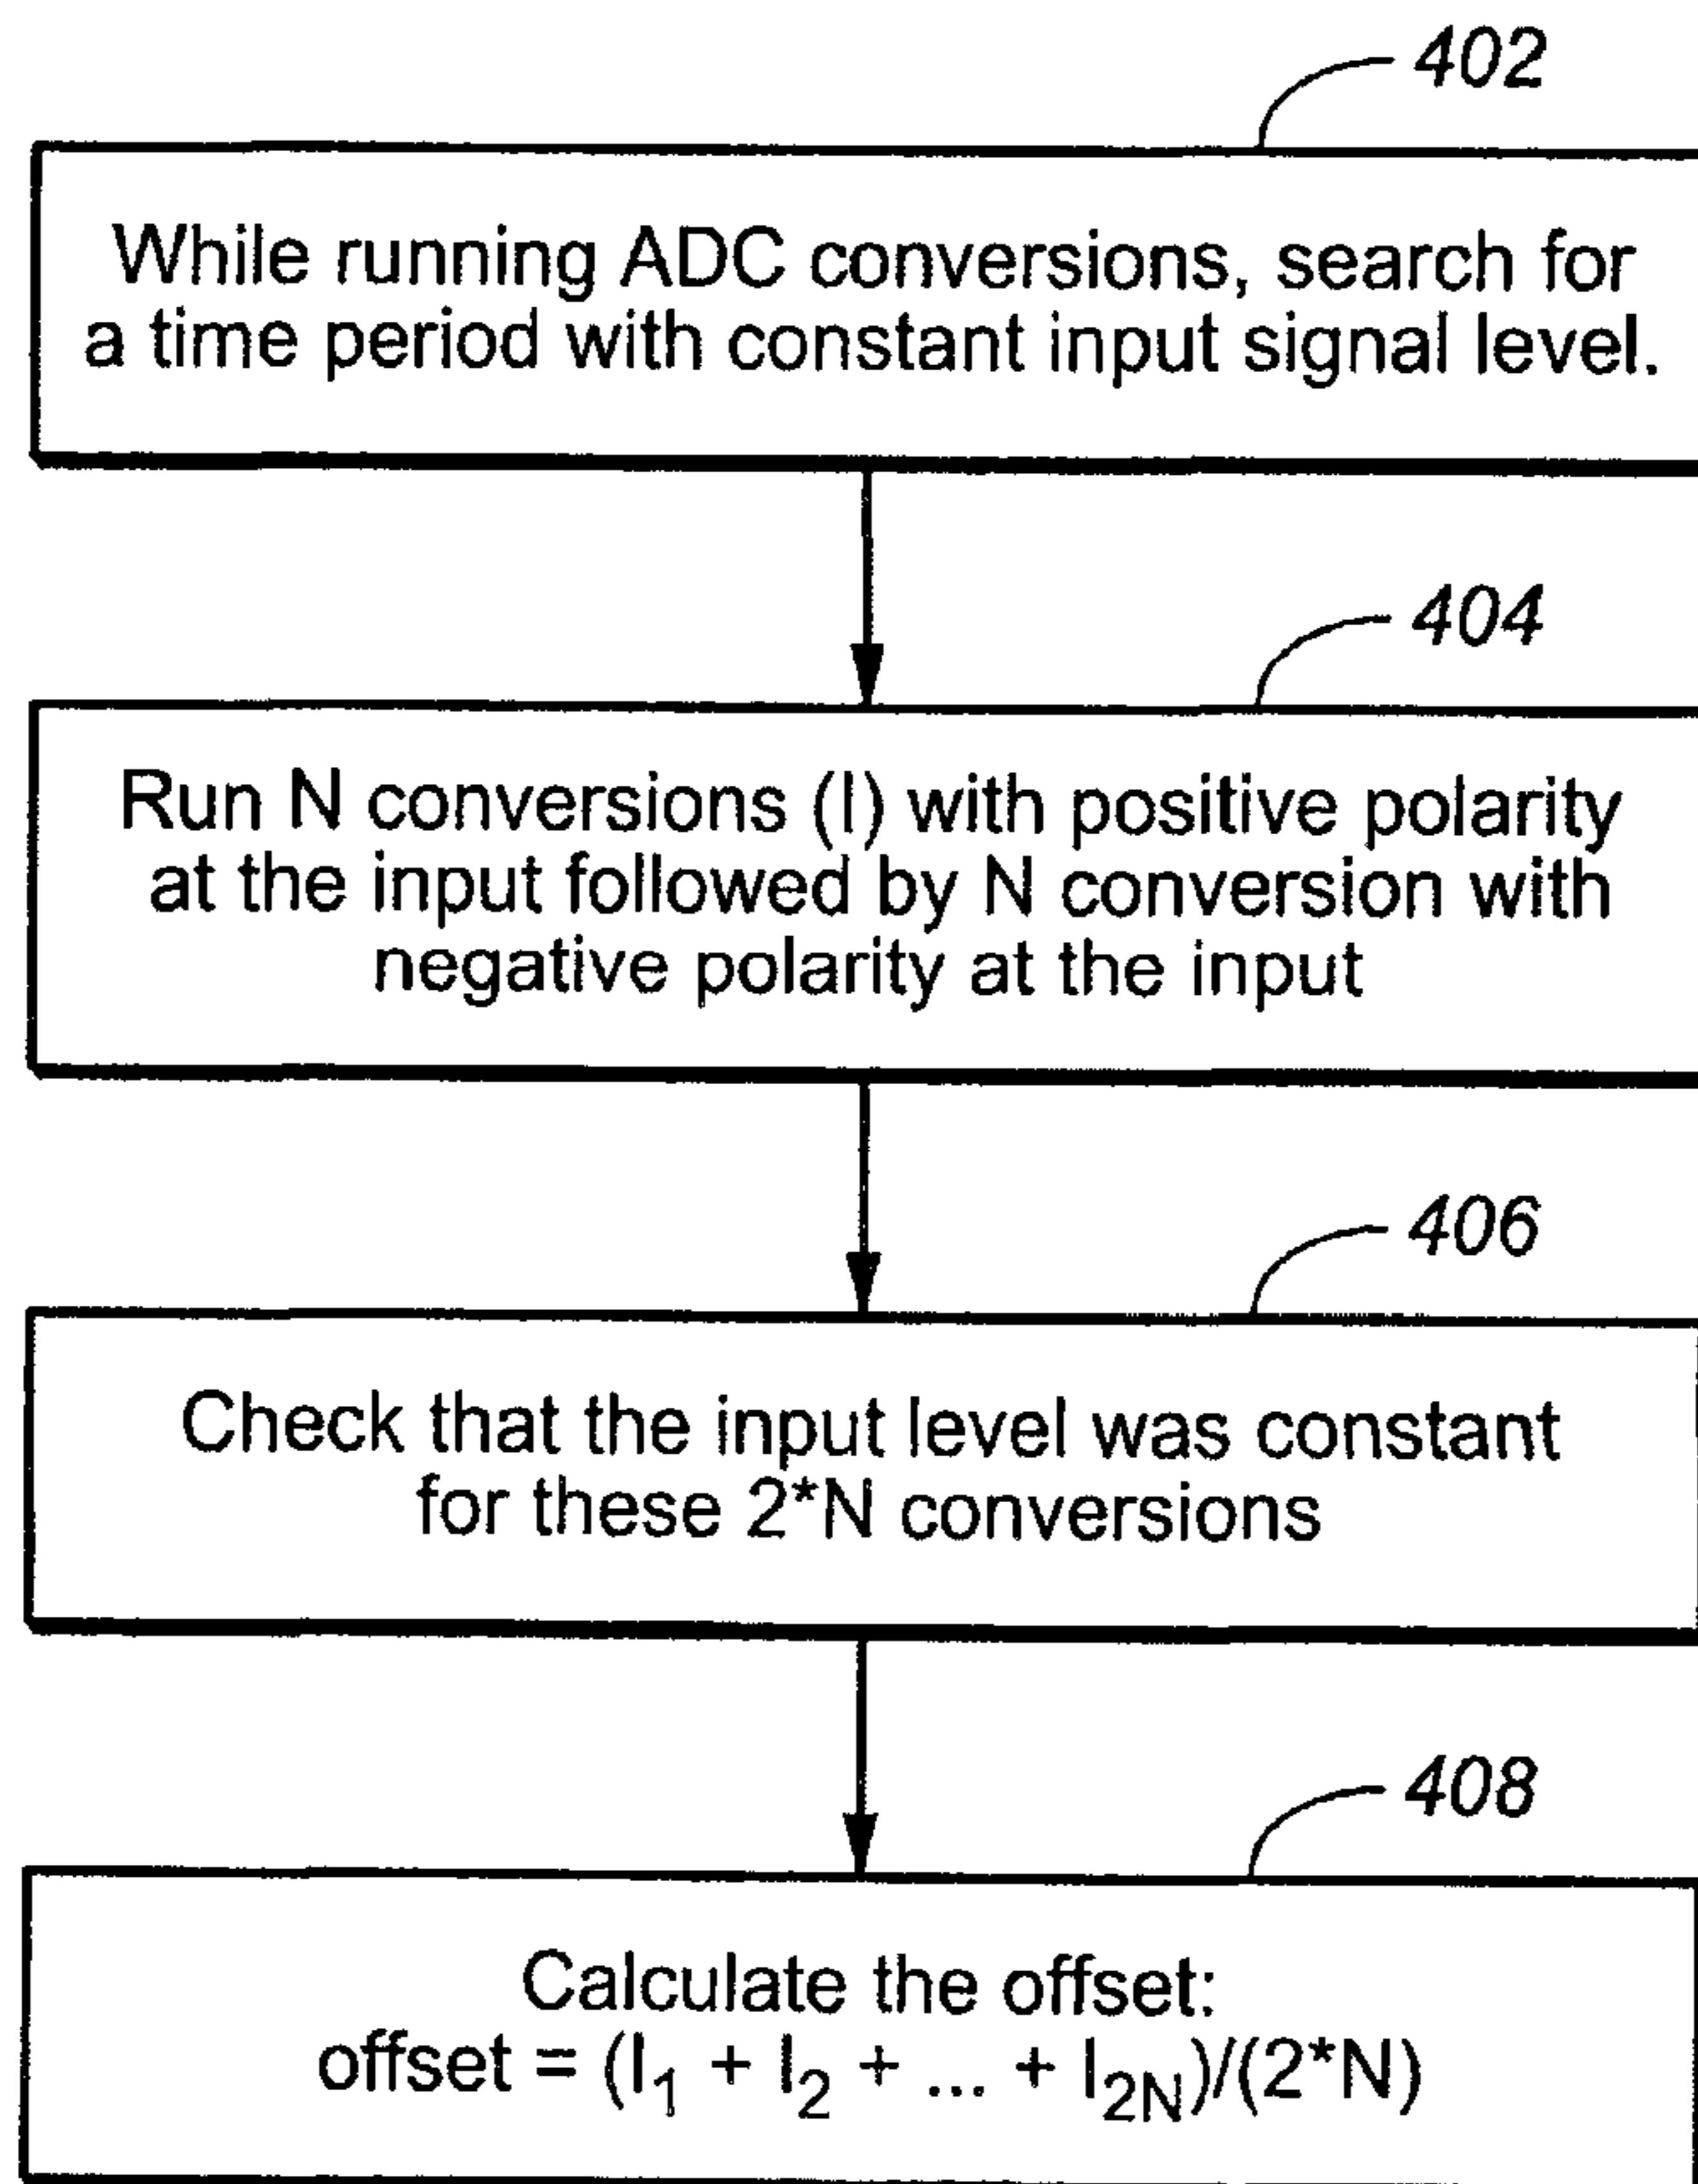 402
While running ADC conversions, search for
a time period with constant input signal level.
404
Run N conversions (I) with positive polarity
at the input followed by N conversion with
negative polarity at the input
406
Check that the input level was constant
for these 2*N conversions
408
Calculate the offset:
offset = (I₁ + I₂ + ... + I₂N)/(2*N)